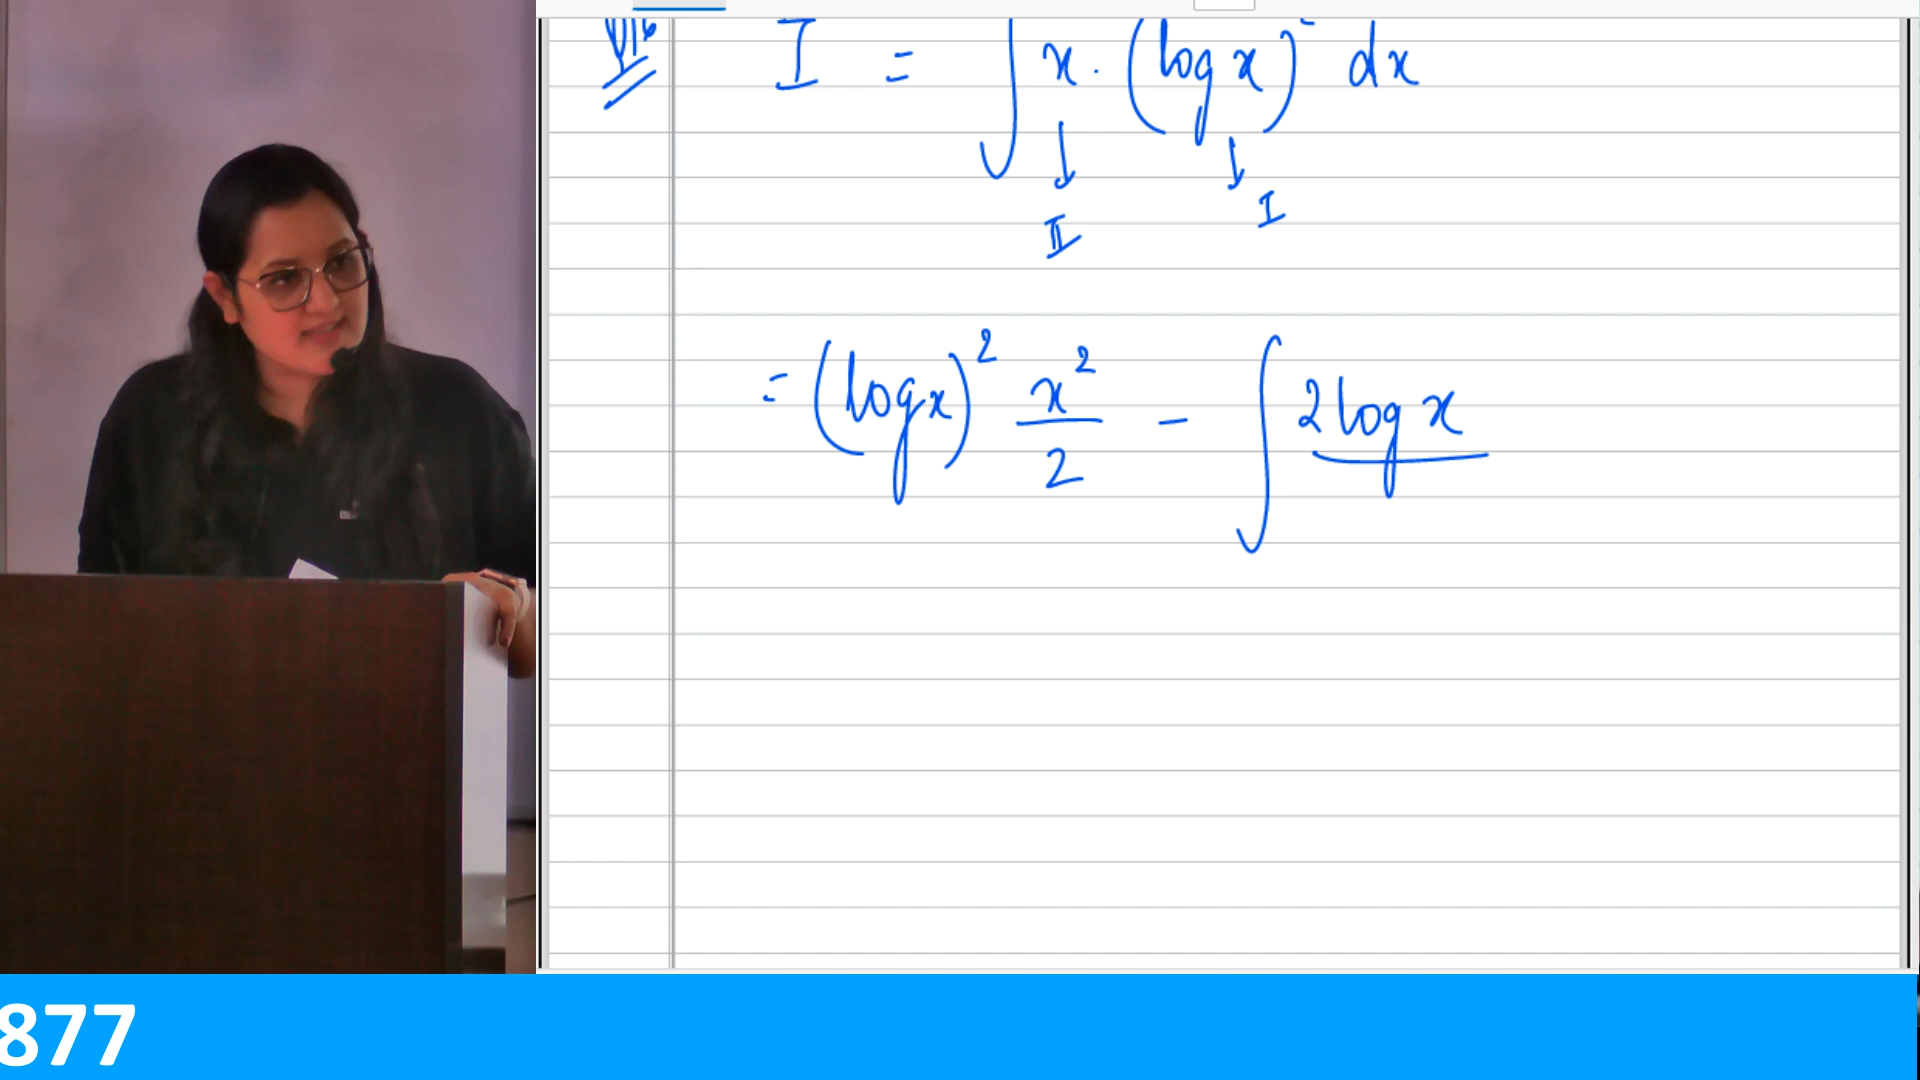 I = ∫ x . (log x)² dx
↓ ↓
II I
= (log x)² x²/2 - ∫ 2 log x
877